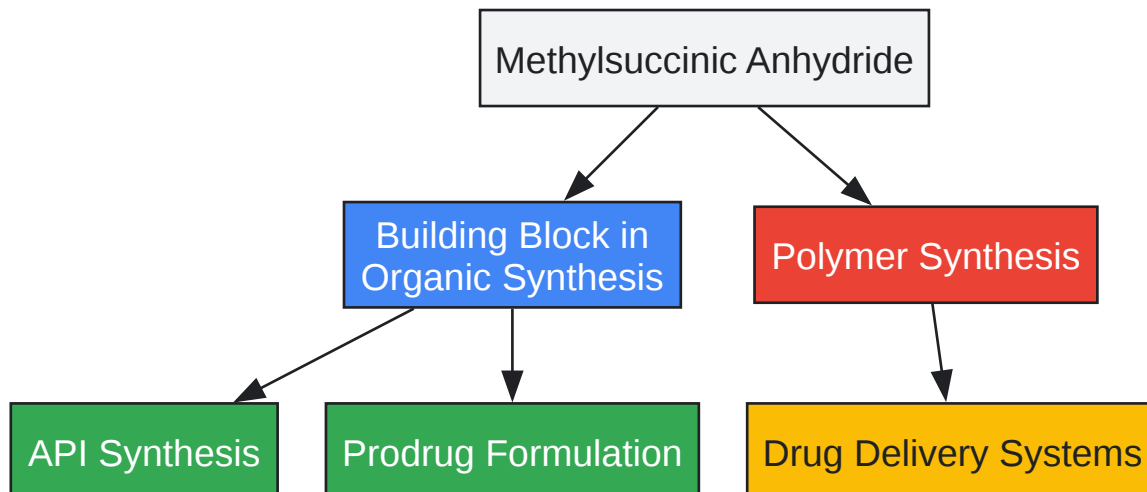 Methylsuccinic Anhydride
Building Block in
Organic Synthesis
Polymer Synthesis
API Synthesis
Prodrug Formulation
Drug Delivery Systems